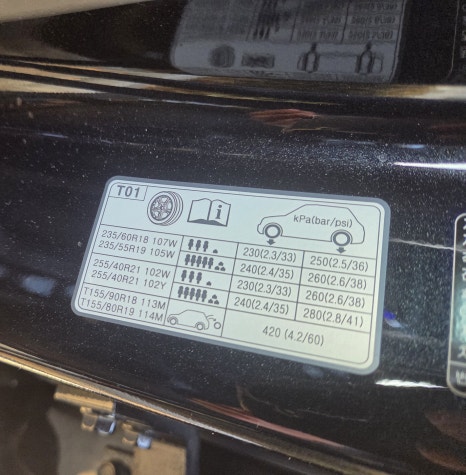 T01
kPa(bar/psi)
235/60R18 107W
235/55R19 105W
230(2.3/33) 250(2.5/36)
240(2.4/35) 260(2.6/38)
255/40R21 102W
255/40R21 102Y
230(2.3/33) 260(2.6/38)
240(2.4/35) 280(2.8/41)
T155/90R18 113M
T155/80R19 114M
420 (4.2/60)